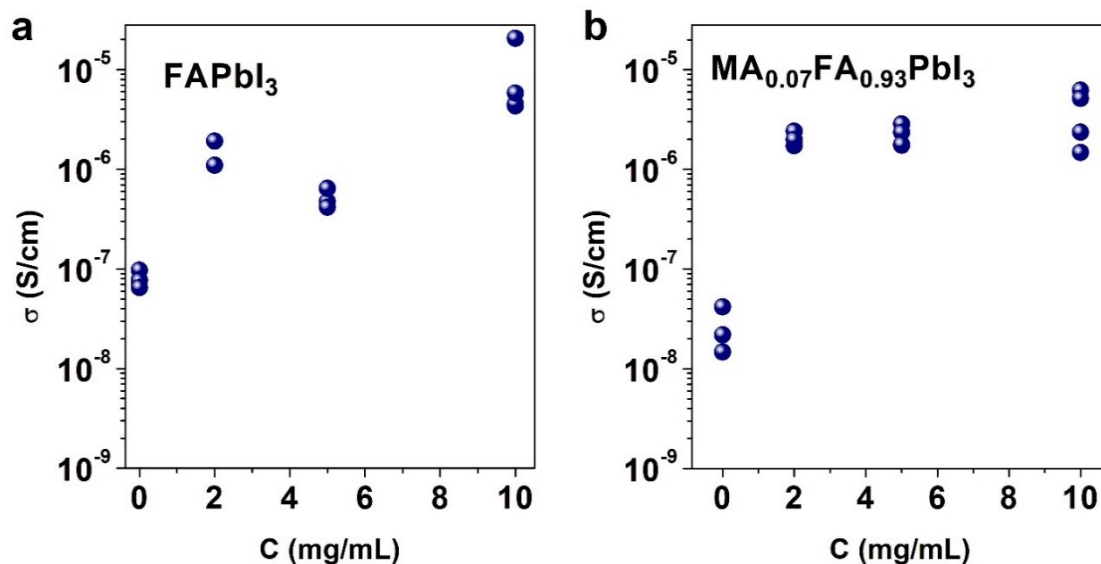 a
FAPbI₃
10⁻⁵
10⁻⁶
10⁻⁷
10⁻⁸
10⁻⁹
σ (S/cm)
0 2 4 6 8 10
C (mg/mL)
b
MA₀.₀₇FA₀.₉₃PbI₃
10⁻⁵
10⁻⁶
10⁻⁷
10⁻⁸
10⁻⁹
σ (S/cm)
0 2 4 6 8 10
C (mg/mL)